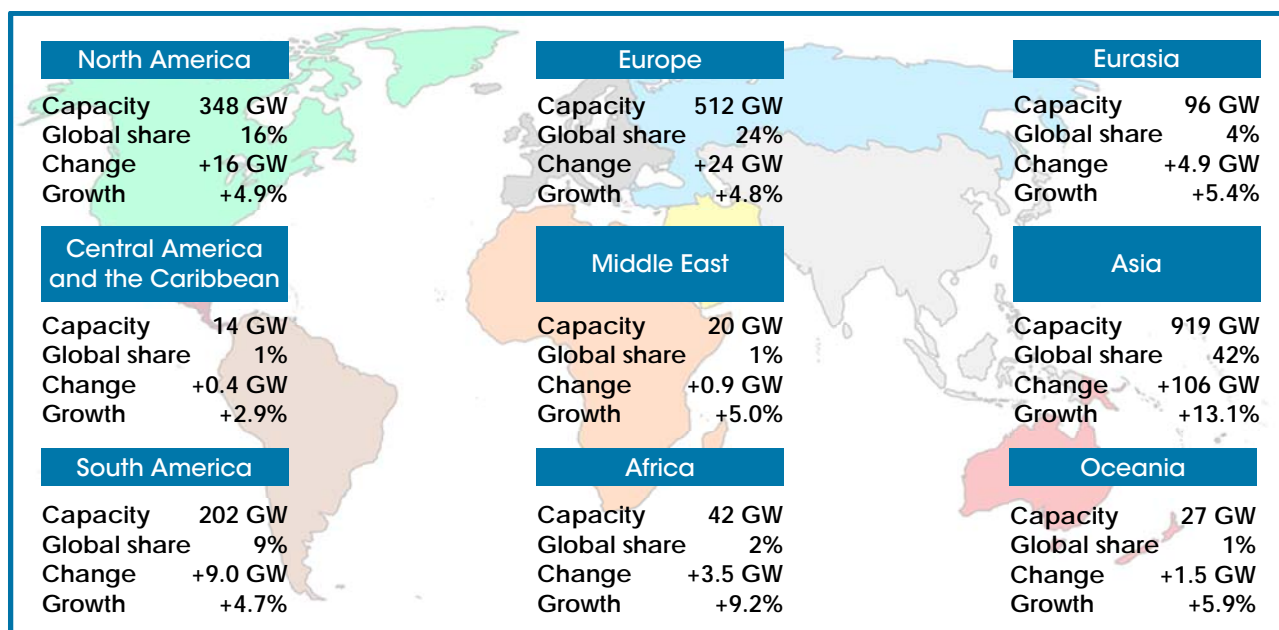 North America
Capacity 348 GW
Global share 16%
Change +16 GW
Growth +4.9%
Europe
Capacity 512 GW
Global share 24%
Change +24 GW
Growth +4.8%
Eurasia
Capacity 96 GW
Global share 4%
Change +4.9 GW
Growth +5.4%
Central America
and the Caribbean
Capacity 14 GW
Global share 1%
Change +0.4 GW
Growth +2.9%
Middle East
Capacity 20 GW
Global share 1%
Change +0.9 GW
Growth +5.0%
Asia
Capacity 919 GW
Global share 42%
Change +106 GW
Growth +13.1%
South America
Capacity 202 GW
Global share 9%
Change +9.0 GW
Growth +4.7%
Africa
Capacity 42 GW
Global share 2%
Change +3.5 GW
Growth +9.2%
Oceania
Capacity 27 GW
Global share 1%
Change +1.5 GW
Growth +5.9%